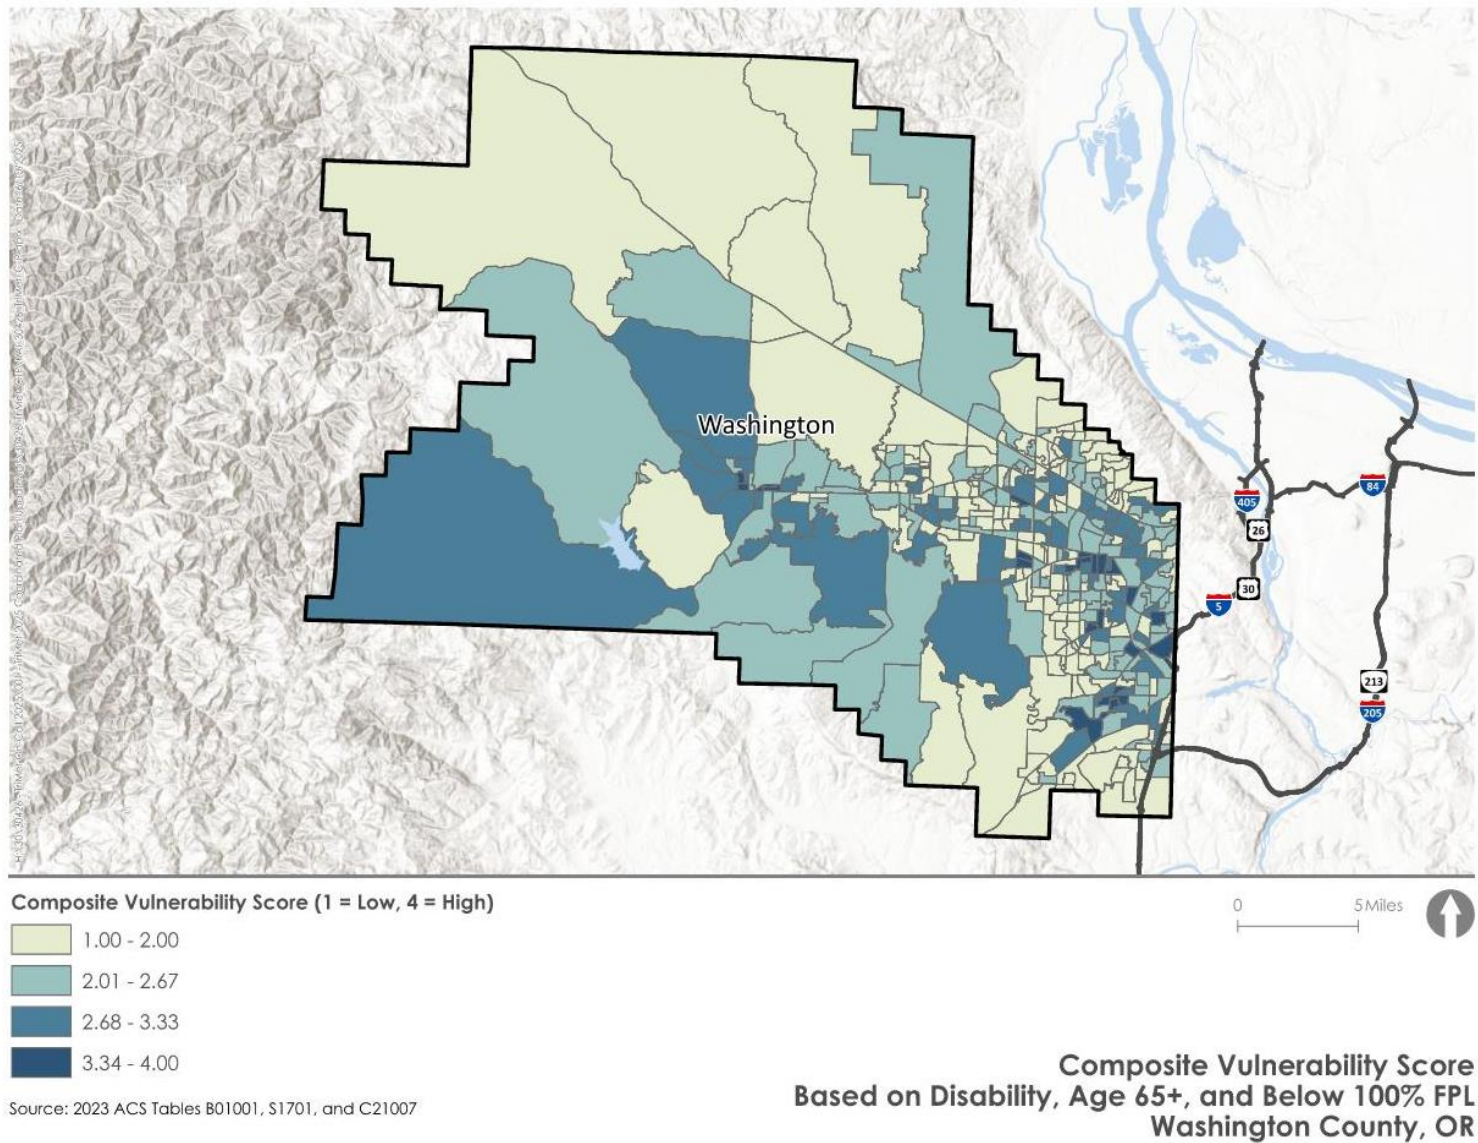 Washington
405
84
26
30
5
213
205
Composite Vulnerability Score (1 = Low, 4 = High)
1.00 - 2.00
2.01 - 2.67
2.68 - 3.33
3.34 - 4.00
0 5 Miles
Source: 2023 ACS Tables B01001, S1701, and C21007
Composite Vulnerability Score
Based on Disability, Age 65+, and Below 100% FPL
Washington County, OR